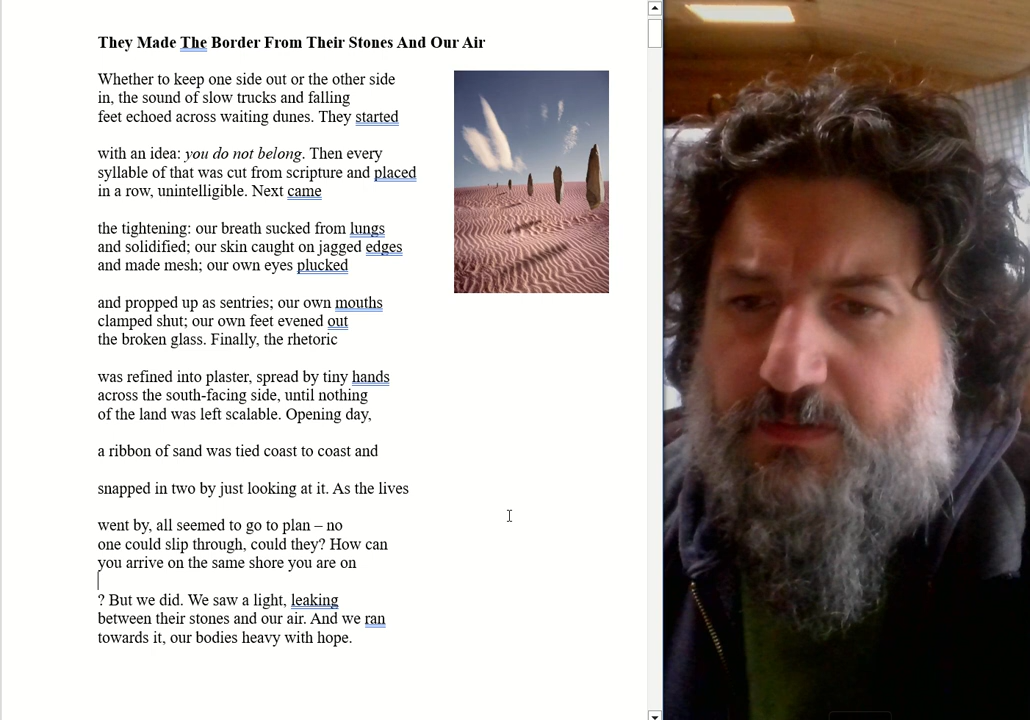 They Made The Border From Their Stones And Our Air
Whether to keep one side out or the other side
in, the sound of slow trucks and falling
feet echoed across waiting dunes. They started
with an idea: you do not belong. Then every
syllable of that was cut from scripture and placed
in a row, unintelligible. Next came
the tightening: our breath sucked from lungs
and solidified; our skin caught on jagged edges
and made mesh; our own eyes plucked
and propped up as sentries; our own mouths
clamped shut; our own feet evened out
the broken glass. Finally, the rhetoric
was refined into plaster, spread by tiny hands
across the south-facing side, until nothing
of the land was left scalable. Opening day,
a ribbon of sand was tied coast to coast and
snapped in two by just looking at it. As the lives
went by, all seemed to go to plan – no
one could slip through, could they? How can
you arrive on the same shore you are on
? But we did. We saw a light, leaking
between their stones and our air. And we ran
towards it, our bodies heavy with hope.